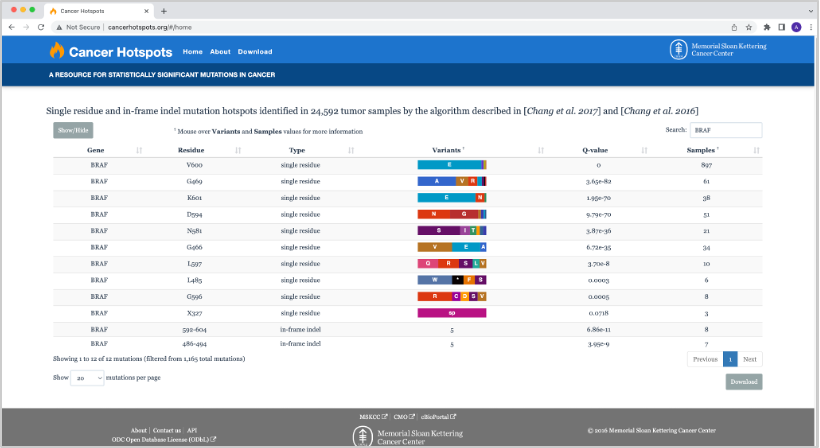 Cancer Hotspots
Not Secure | cancerhotspots.org/#/home
A
Cancer Hotspots Home About Download
Memorial Sloan Kettering
Cancer Center
A RESOURCE FOR STATISTICALLY SIGNIFICANT MUTATIONS IN CANCER
Single residue and in-frame indel mutation hotspots identified in 24,592 tumor samples by the algorithm described in [Chang et al. 2017] and [Chang et al. 2016]
Show/Hide * Mouse over Variants and Samples values for more information Search: BRAF
Gene Residue Type Variants * Q-value Samples *
BRAF V600 single residue E 0 897
BRAF G469 single residue A V R 3.65e-82 61
BRAF K601 single residue E N 1.95e-70 38
BRAF D594 single residue N G 9.79e-70 51
BRAF N581 single residue S I T 3.87e-36 21
BRAF G466 single residue V E A 6.72e-35 34
BRAF L597 single residue Q R S L V 3.70e-8 10
BRAF L485 single residue W * F S 0.0003 6
BRAF G596 single residue R C D S V 0.0005 8
BRAF X327 single residue sp 0.0718 3
BRAF 592-604 in-frame indel 5 6.86e-11 8
BRAF 486-494 in-frame indel 5 3.95e-9 7
Showing 1 to 12 of 12 mutations (filtered from 1,165 total mutations) Previous 1 Next
Show 20 mutations per page
Download
MSKCC | CMO | cBioPortal
About | Contact us | API
ODC Open Database License (ODbL)
Memorial Sloan Kettering
Cancer Center
© 2016 Memorial Sloan Kettering Cancer Center